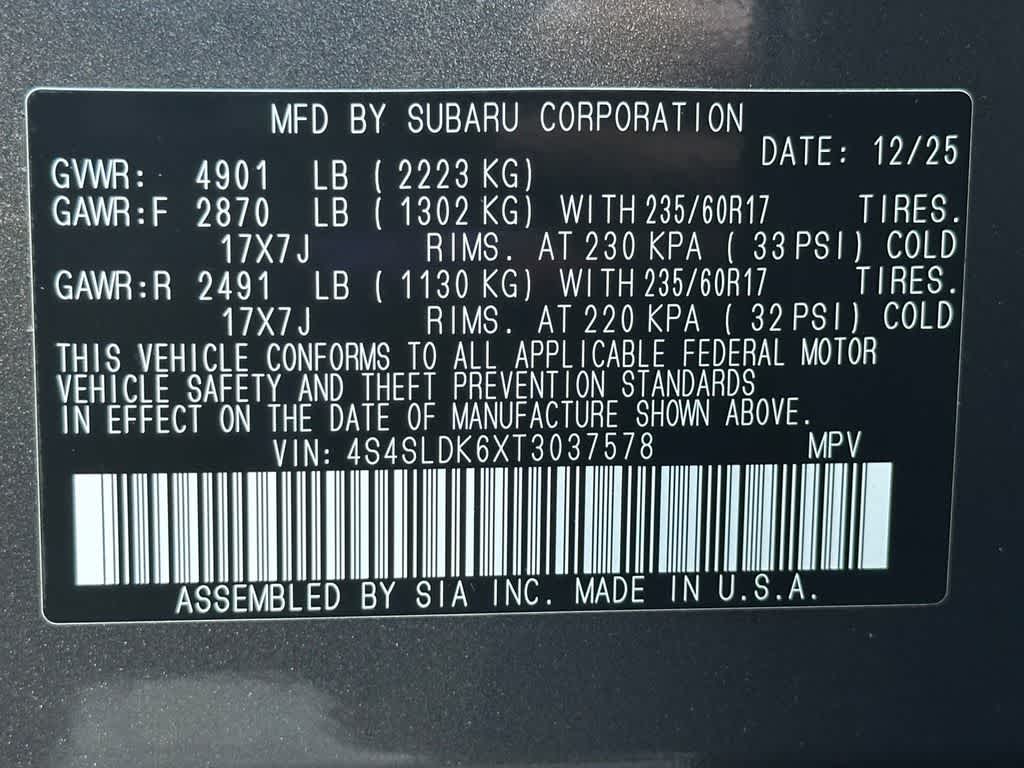 MFD BY SUBARU CORPORATION
DATE: 12/25
GVWR: 4901 LB ( 2223 KG)
GAWR:F 2870 LB ( 1302 KG) WITH 235/60R17 TIRES.
17X7J RIMS. AT 230 KPA ( 33 PSI) COLD
GAWR:R 2491 LB ( 1130 KG) WITH 235/60R17 TIRES.
17X7J RIMS. AT 220 KPA ( 32 PSI) COLD
THIS VEHICLE CONFORMS TO ALL APPLICABLE FEDERAL MOTOR
VEHICLE SAFETY AND THEFT PREVENTION STANDARDS
IN EFFECT ON THE DATE OF MANUFACTURE SHOWN ABOVE.
VIN: 4S4SLDK6XT3037578 MPV
ASSEMBLED BY SIA INC. MADE IN U.S.A.